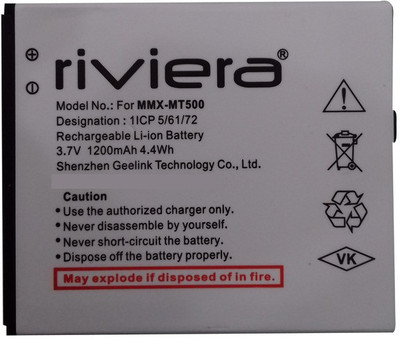 riviera®
Model No.: For MMX-MT500
Designation : 1ICP 5/61/72
Rechargeable Li-ion Battery
3.7V 1200mAh 4.4Wh
Shenzhen Geelink Technology Co., Ltd.
Caution
• Use the authorized charger only.
• Never disassemble by yourself.
• Never short-circuit the battery.
• Dispose off the battery properly.
May explode if disposed of in fire.
VK